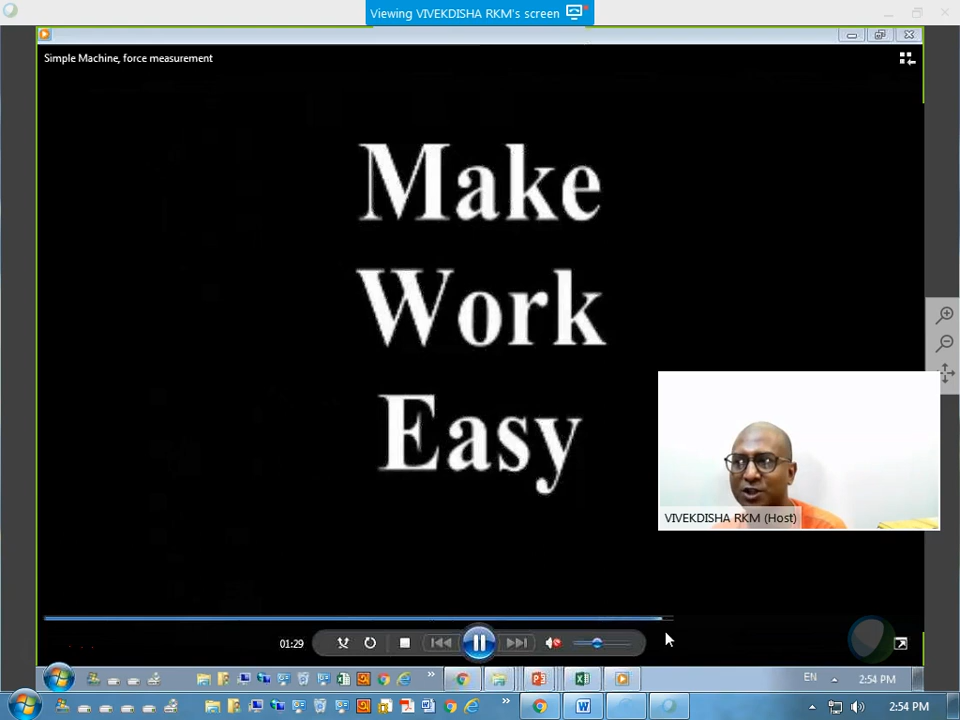 Viewing VIVEKDISHA RKM's screen
Simple Machine, force measurement
Make
Work
Easy
VIVEKDISHA RKM (Host)
01:29
EN
2:54 PM
2:54 PM